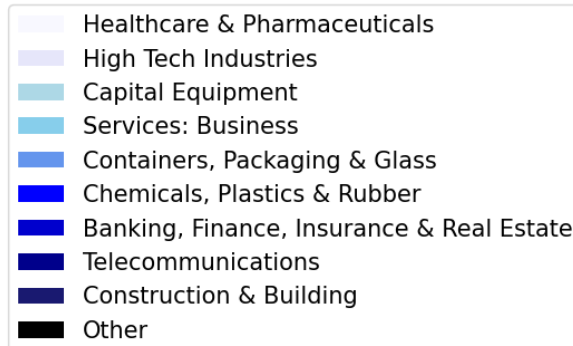 Healthcare & Pharmaceuticals
High Tech Industries
Capital Equipment
Services: Business
Containers, Packaging & Glass
Chemicals, Plastics & Rubber
Banking, Finance, Insurance & Real Estate
Telecommunications
Construction & Building
Other